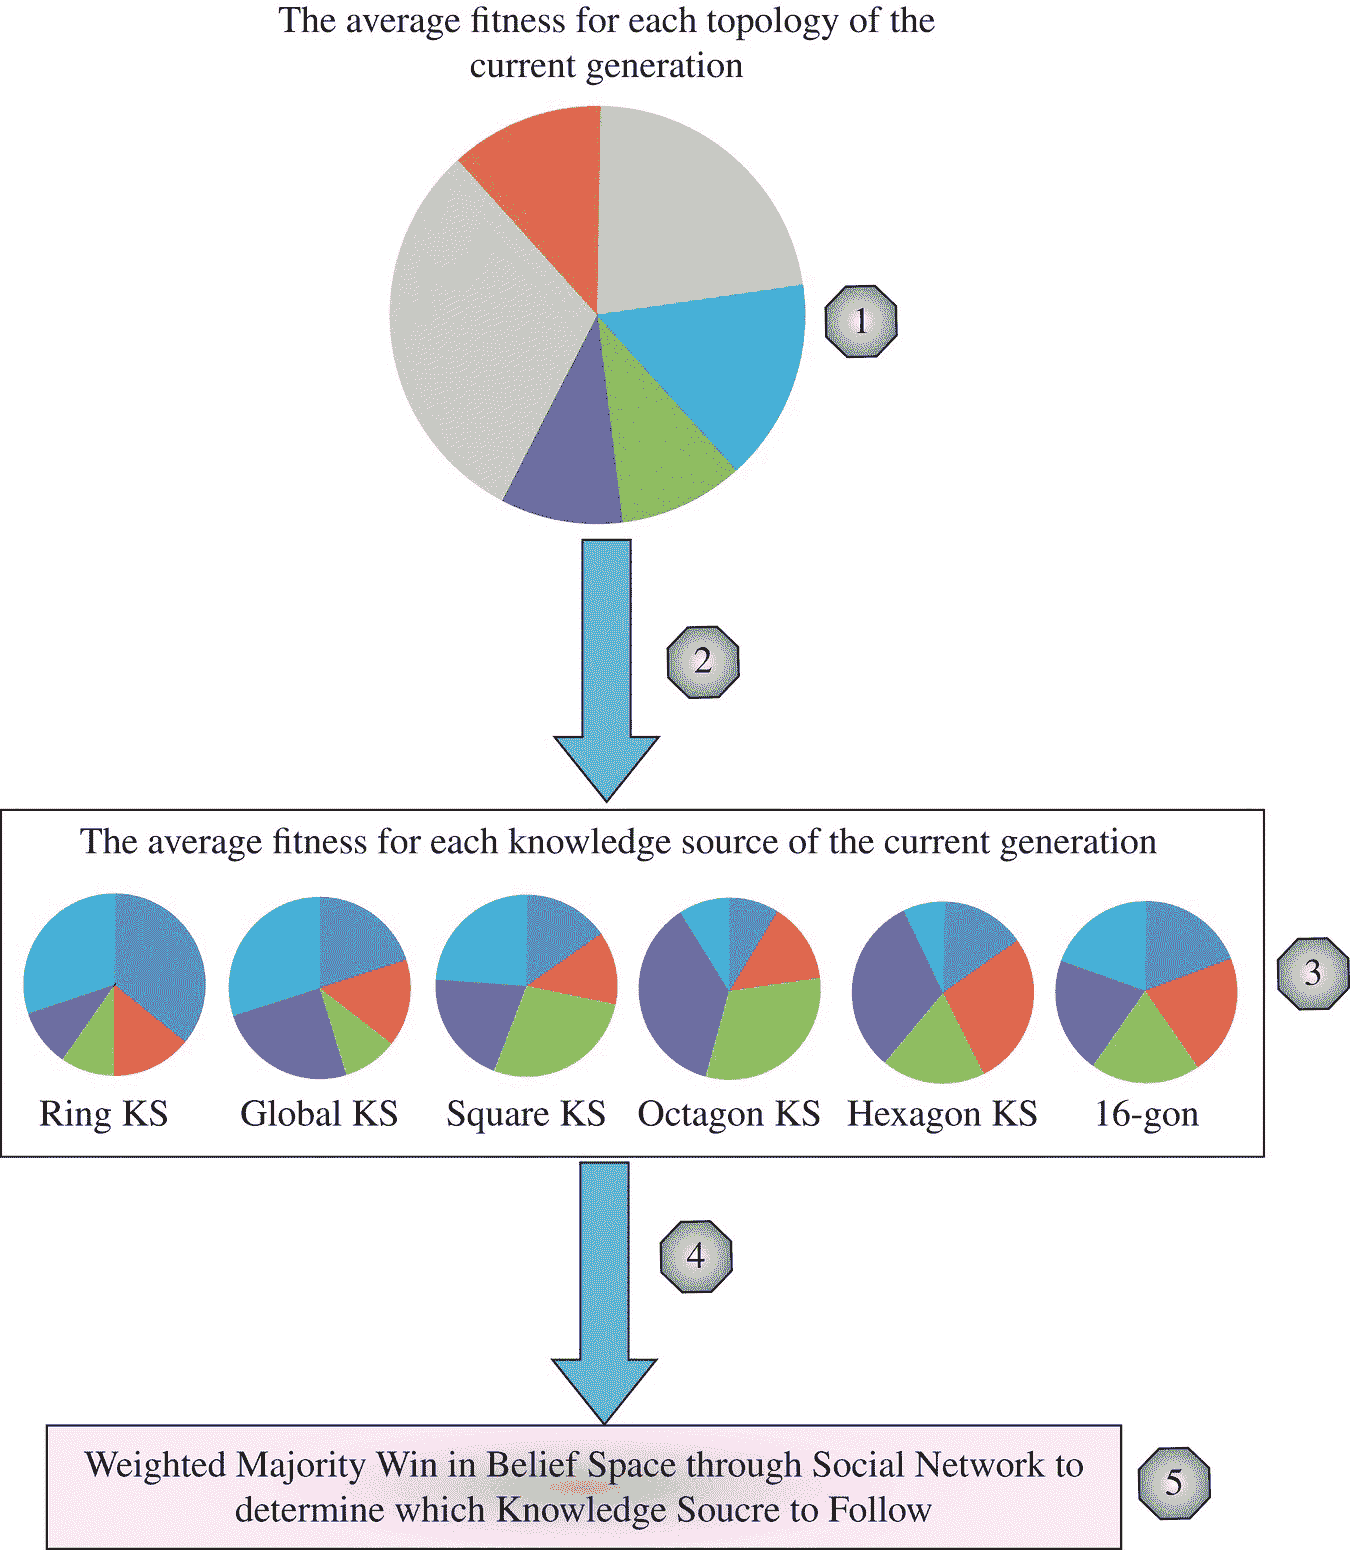 The average fitness for each topology of the
current generation
1
2
The average fitness for each knowledge source of the current generation
Ring KS
Global KS
Square KS
Octagon KS
Hexagon KS
16-gon
3
4
Weighted Majority Win in Belief Space through Social Network to
determine which Knowledge Soucre to Follow
5